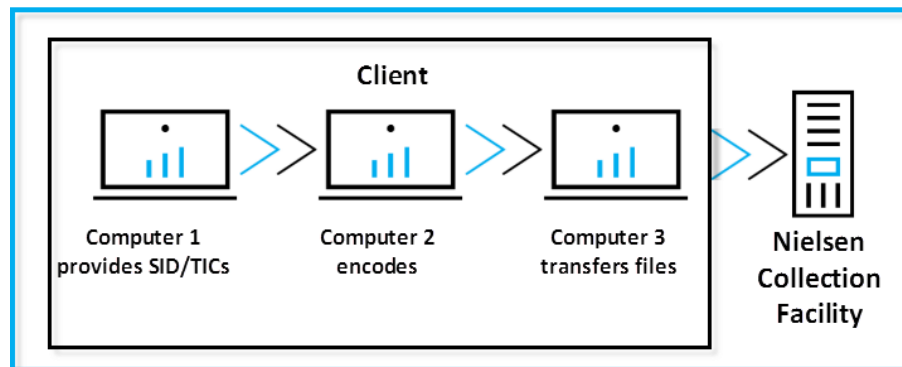 Client
Computer 1
provides SID/TICs
Computer 2
encodes
Computer 3
transfers files
Nielsen
Collection
Facility